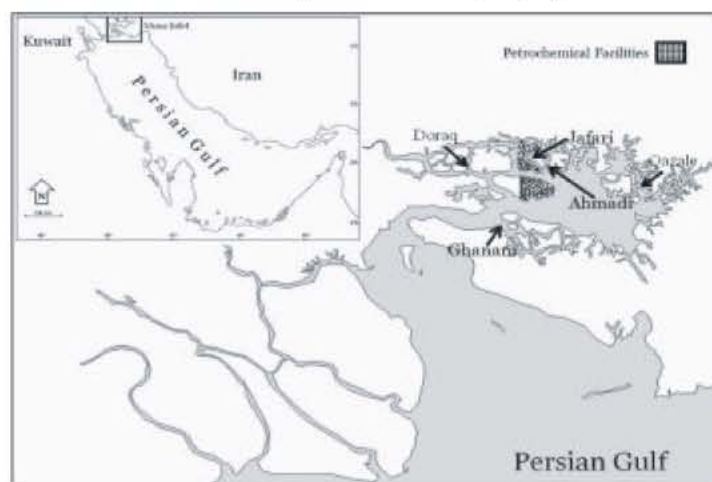 Kuwait
Iran
Persian Gulf
N
Petrochemical Facilities
Doraq
Jafari
Qazale
Ahmadi
Ghanam
Persian Gulf